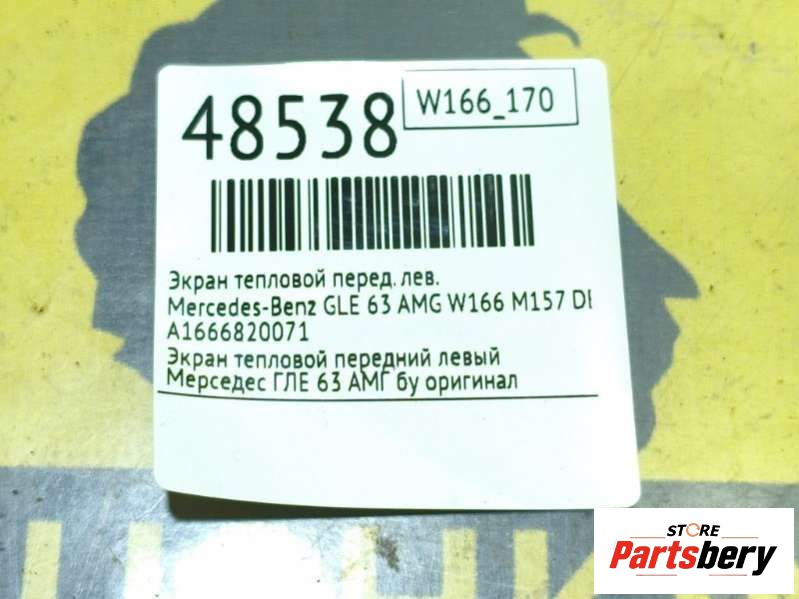 48538
W166_170
Экран тепловой перед. лев.
Mercedes-Benz GLE 63 AMG W166 M157 DE
A1666820071
Экран тепловой передний левый
Мерседес ГЛЕ 63 АМГ бу оригинал
STORE
Partsbery